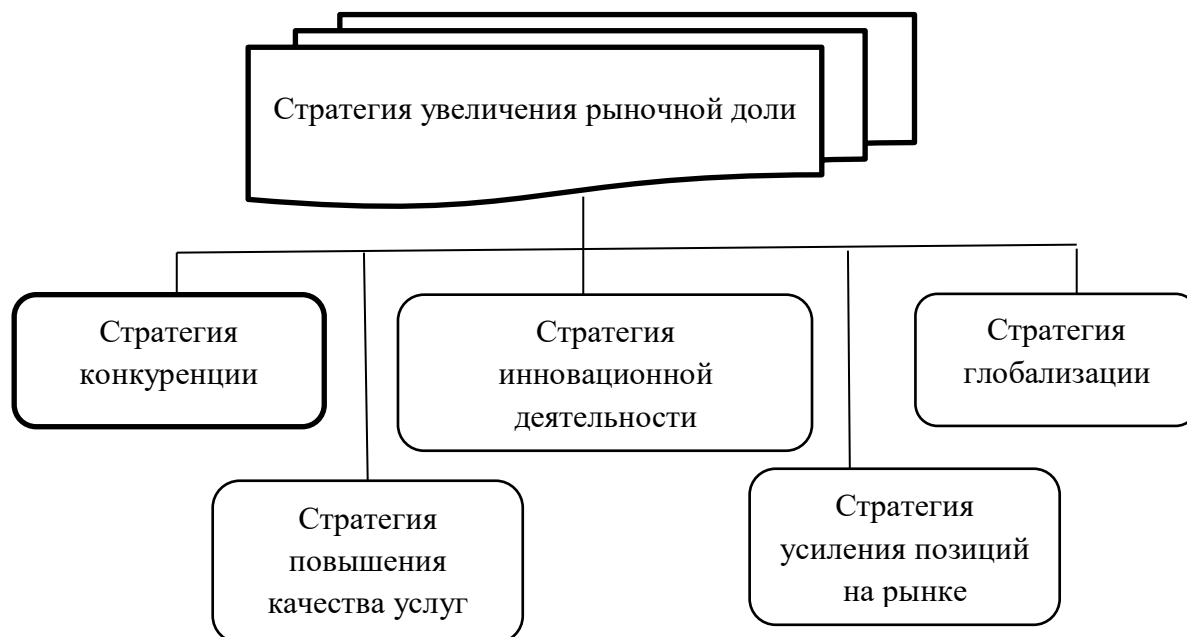 Стратегия увеличения рыночной доли
Стратегия
конкуренции
Стратегия
инновационной
деятельности
Стратегия
глобализации
Стратегия
повышения
качества услуг
Стратегия
усиления позиций
на рынке